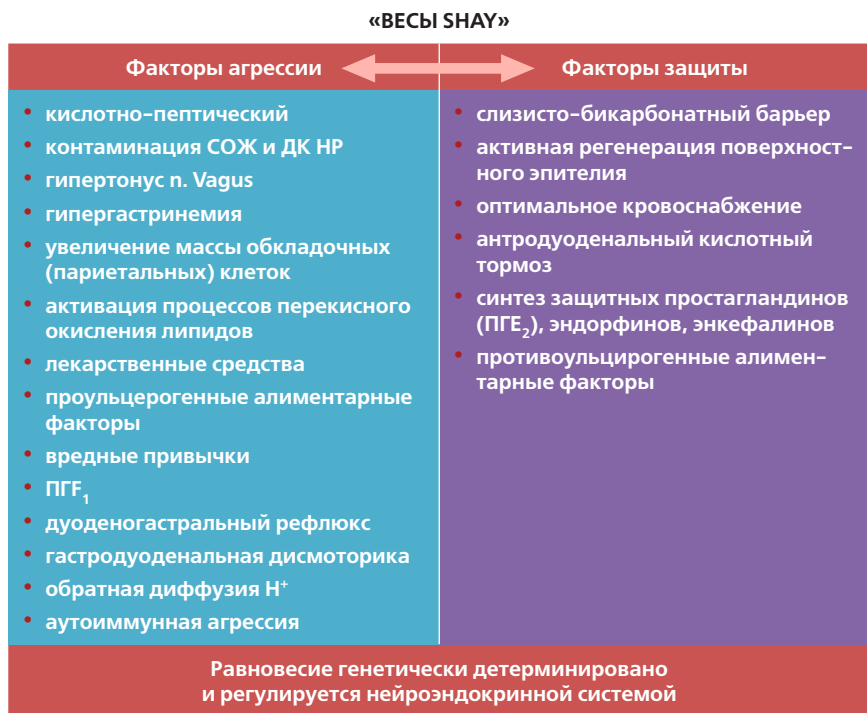 «ВЕСЫ SHAY»
Факторы агрессии
• кислотно-пептический
• контаминация СОЖ и ДК НР
• гипертонус n. Vagus
• гипергастринемия
• увеличение массы обкладочных
(париетальных) клеток
• активация процессов перекисного
окисления липидов
• лекарственные средства
• проульцерогенные алиментарные
факторы
• вредные привычки
• ПГF₁
• дуоденогастральный рефлюкс
• гастродуоденальная дисмоторика
• обратная диффузия Н⁺
• аутоиммунная агрессия
Факторы защиты
• слизисто-бикарбонатный барьер
• активная регенерация поверхност-
ного эпителия
• оптимальное кровоснабжение
• антродуоденальный кислотный
тормоз
• синтез защитных простагландинов
(ПГЕ₂), эндорфинов, энкефалинов
• противоульцирогенные алимен-
тарные факторы
Равновесие генетически детерминировано
и регулируется нейроэндокринной системой